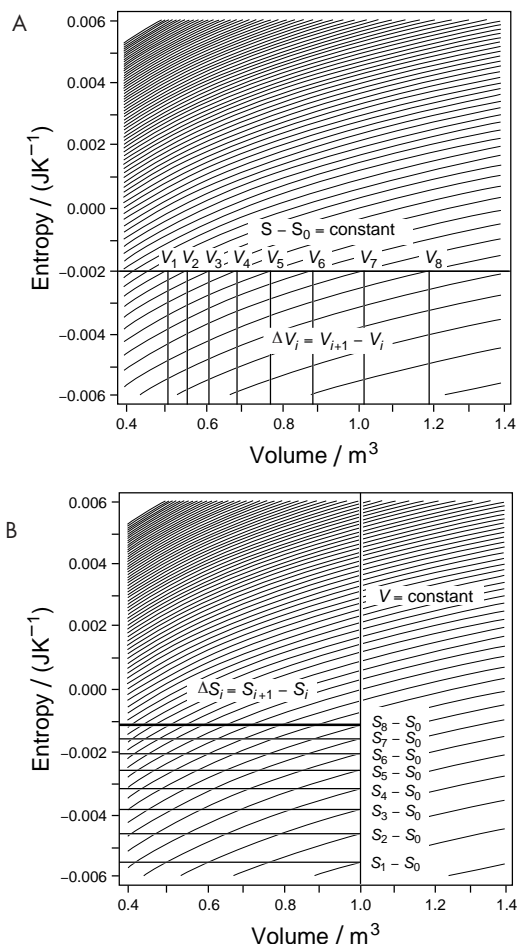 A
0.006
0.004
0.002
0.000
−0.002
−0.004
−0.006
Entropy / (JK⁻¹)
S − S₀ = constant
V₁ V₂ V₃ V₄ V₅ V₆ V₇ V₈
ΔVᵢ = Vᵢ₊₁ − Vᵢ
0.4 0.6 0.8 1.0 1.2 1.4
Volume / m³
B
0.006
0.004
0.002
0.000
−0.002
−0.004
−0.006
Entropy / (JK⁻¹)
V = constant
ΔSᵢ = Sᵢ₊₁ − Sᵢ
S₈ − S₀
S₇ − S₀
S₆ − S₀
S₅ − S₀
S₄ − S₀
S₃ − S₀
S₂ − S₀
S₁ − S₀
0.4 0.6 0.8 1.0 1.2 1.4
Volume / m³